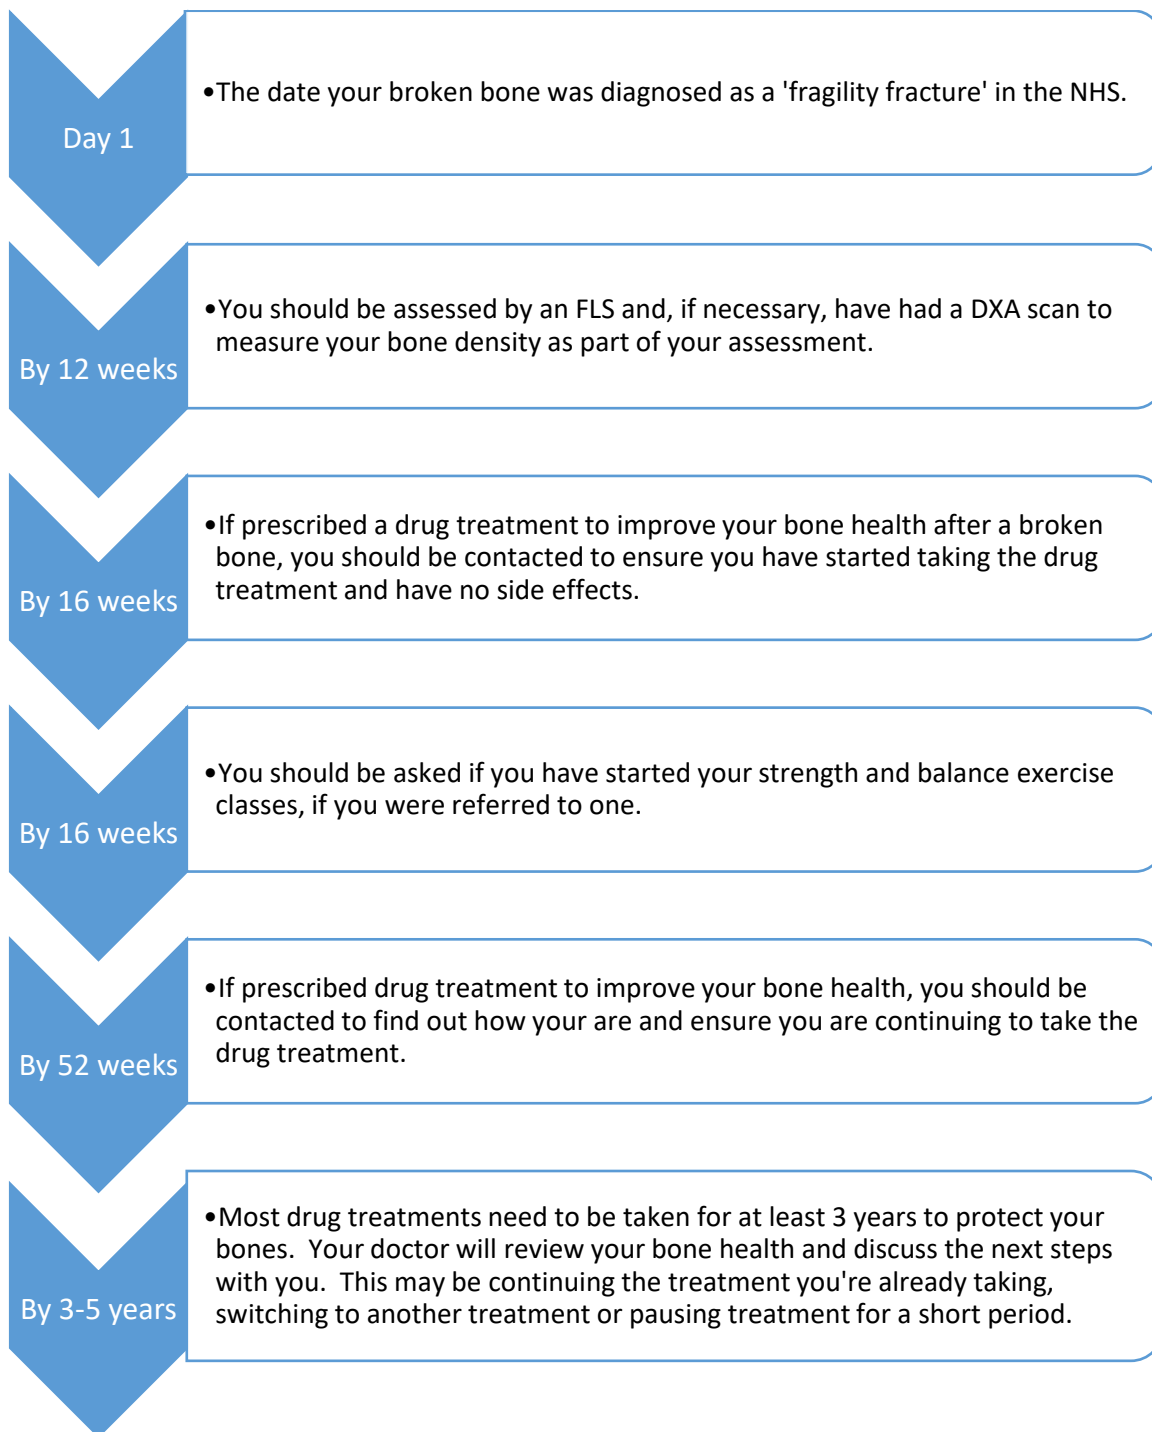 Day 1
•The date your broken bone was diagnosed as a 'fragility fracture' in the NHS.
By 12 weeks
•You should be assessed by an FLS and, if necessary, have had a DXA scan to
measure your bone density as part of your assessment.
By 16 weeks
•If prescribed a drug treatment to improve your bone health after a broken
bone, you should be contacted to ensure you have started taking the drug
treatment and have no side effects.
By 16 weeks
•You should be asked if you have started your strength and balance exercise
classes, if you were referred to one.
By 52 weeks
•If prescribed drug treatment to improve your bone health, you should be
contacted to find out how your are and ensure you are continuing to take the
drug treatment.
By 3-5 years
•Most drug treatments need to be taken for at least 3 years to protect your
bones.  Your doctor will review your bone health and discuss the next steps
with you.  This may be continuing the treatment you're already taking,
switching to another treatment or pausing treatment for a short period.